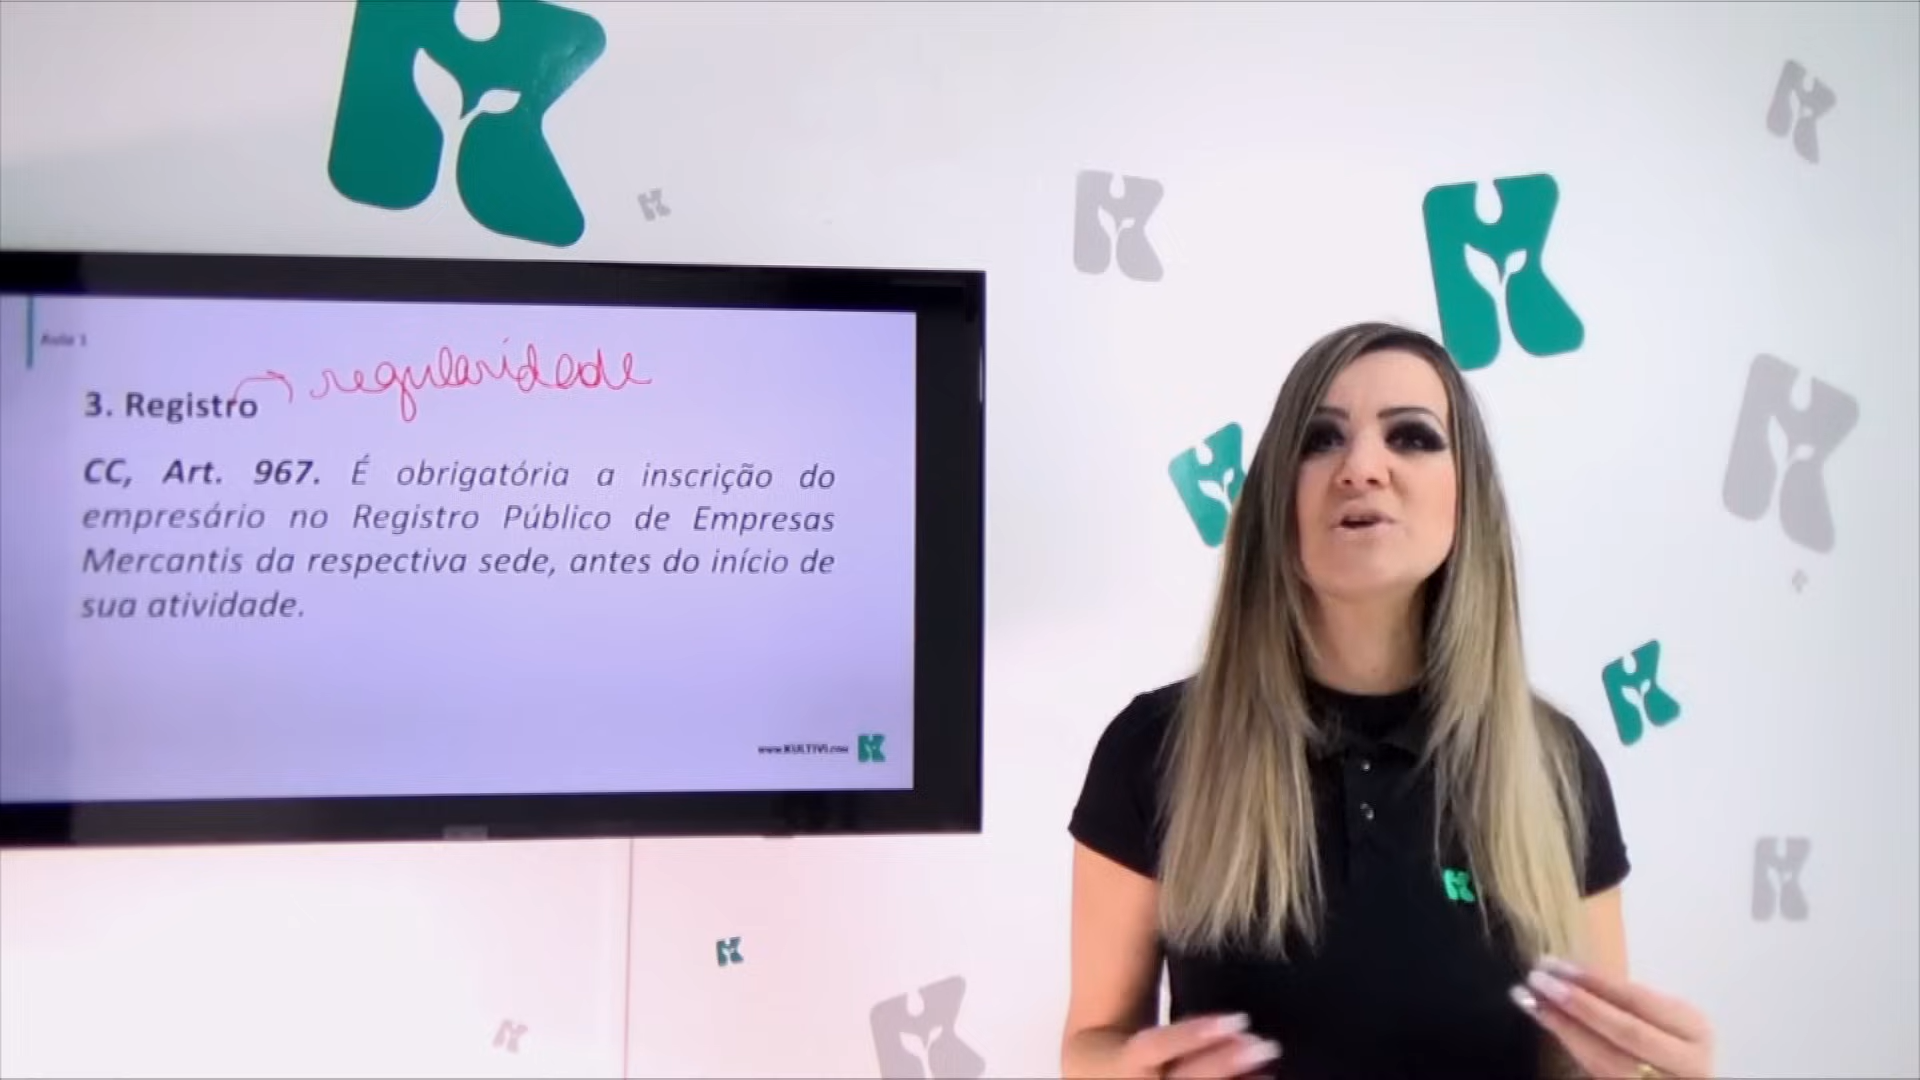 Aula 1
regularidade
3. Registro
CC, Art. 967. É obrigatória a inscrição do
empresário no Registro Público de Empresas
Mercantis da respectiva sede, antes do início de
sua atividade.
www.KULTIVI.com